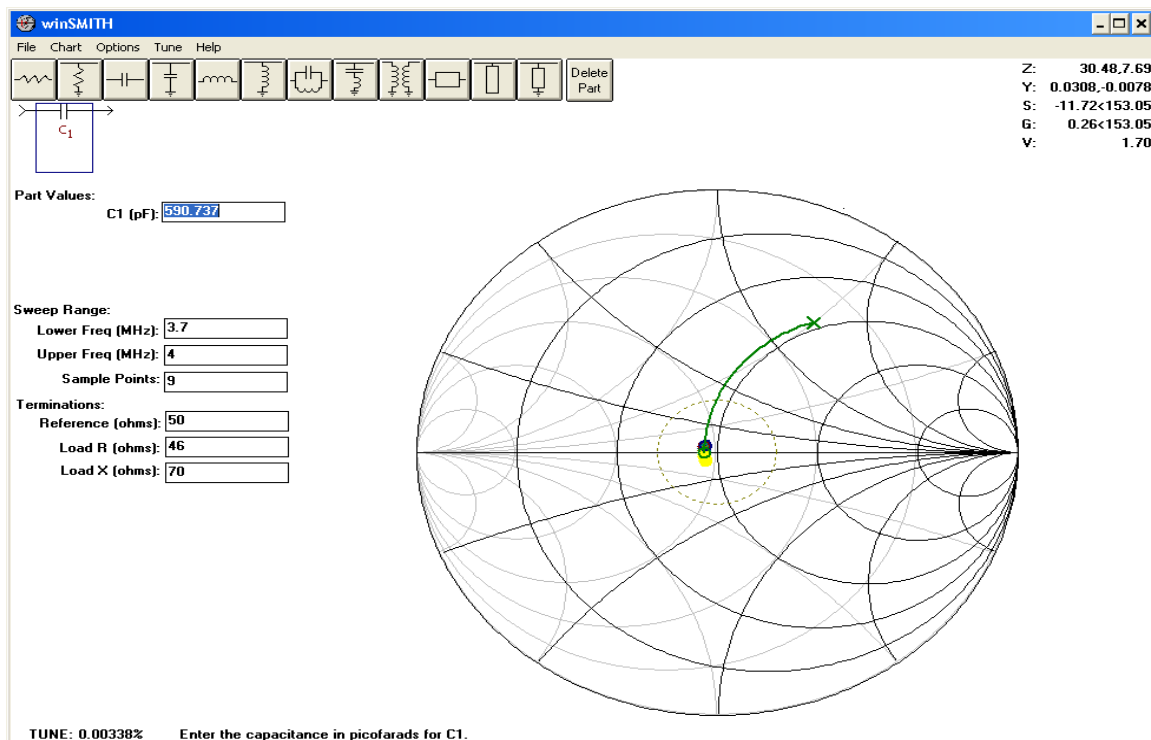 winSMITH
File Chart Options Tune Help
Delete Part
Z: 30.48,7.69
Y: 0.0308,-0.0078
S: -11.72<153.05
G: 0.26<153.05
V: 1.70
C1
Part Values:
C1 (pF): 590.737
Sweep Range:
Lower Freq (MHz): 3.7
Upper Freq (MHz): 4
Sample Points: 9
Terminations:
Reference (ohms): 50
Load R (ohms): 46
Load X (ohms): 70
TUNE: 0.00338% Enter the capacitance in picofarads for C1.